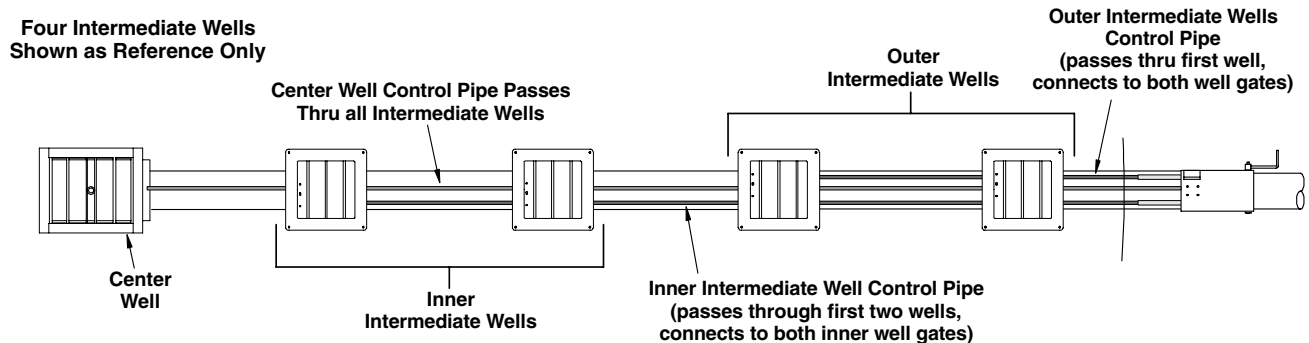 Four Intermediate Wells
Shown as Reference Only
Center Well Control Pipe Passes
Thru all Intermediate Wells
Outer
Intermediate Wells
Outer Intermediate Wells
Control Pipe
(passes thru first well,
connects to both well gates)
Center
Well
Inner
Intermediate Wells
Inner Intermediate Well Control Pipe
(passes through first two wells,
connects to both inner well gates)